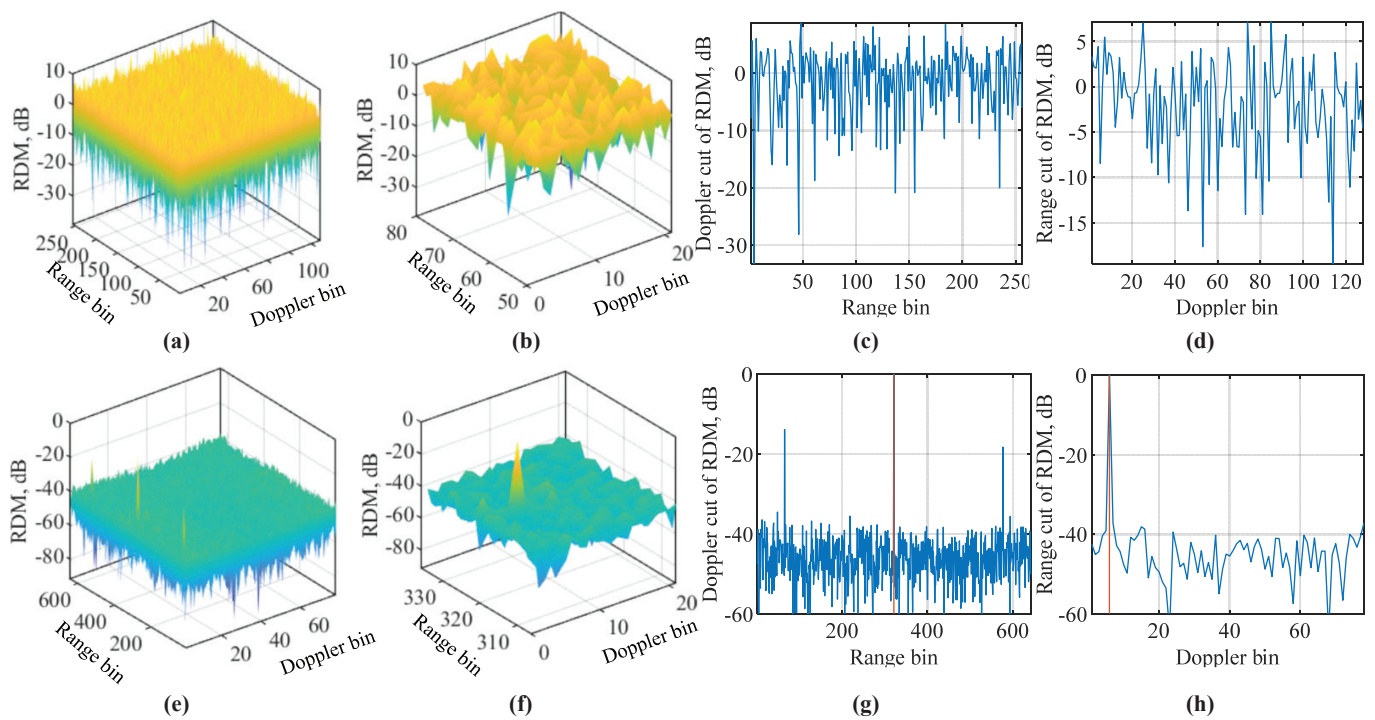 10
0
-10
-20
-30
RDM, dB
250
200
150
100
50
Range bin
20
60
100
Doppler bin
(a)
10
0
-10
-20
-30
RDM, dB
80
70
60
50
Range bin
0
10
20
Doppler bin
(b)
0
-10
-20
-30
Doppler cut of RDM, dB
50
100
150
200
250
Range bin
(c)
5
0
-5
-10
-15
Range cut of RDM, dB
20
40
60
80
100
120
Doppler bin
(d)
0
-20
-40
-60
-80
RDM, dB
600
400
200
Range bin
20
40
60
Doppler bin
(e)
0
-20
-40
-60
-80
RDM, dB
330
320
310
Range bin
0
10
20
Doppler bin
(f)
0
-20
-40
-60
Doppler cut of RDM, dB
200
400
600
Range bin
(g)
0
-20
-40
-60
Range cut of RDM, dB
20
40
60
Doppler bin
(h)